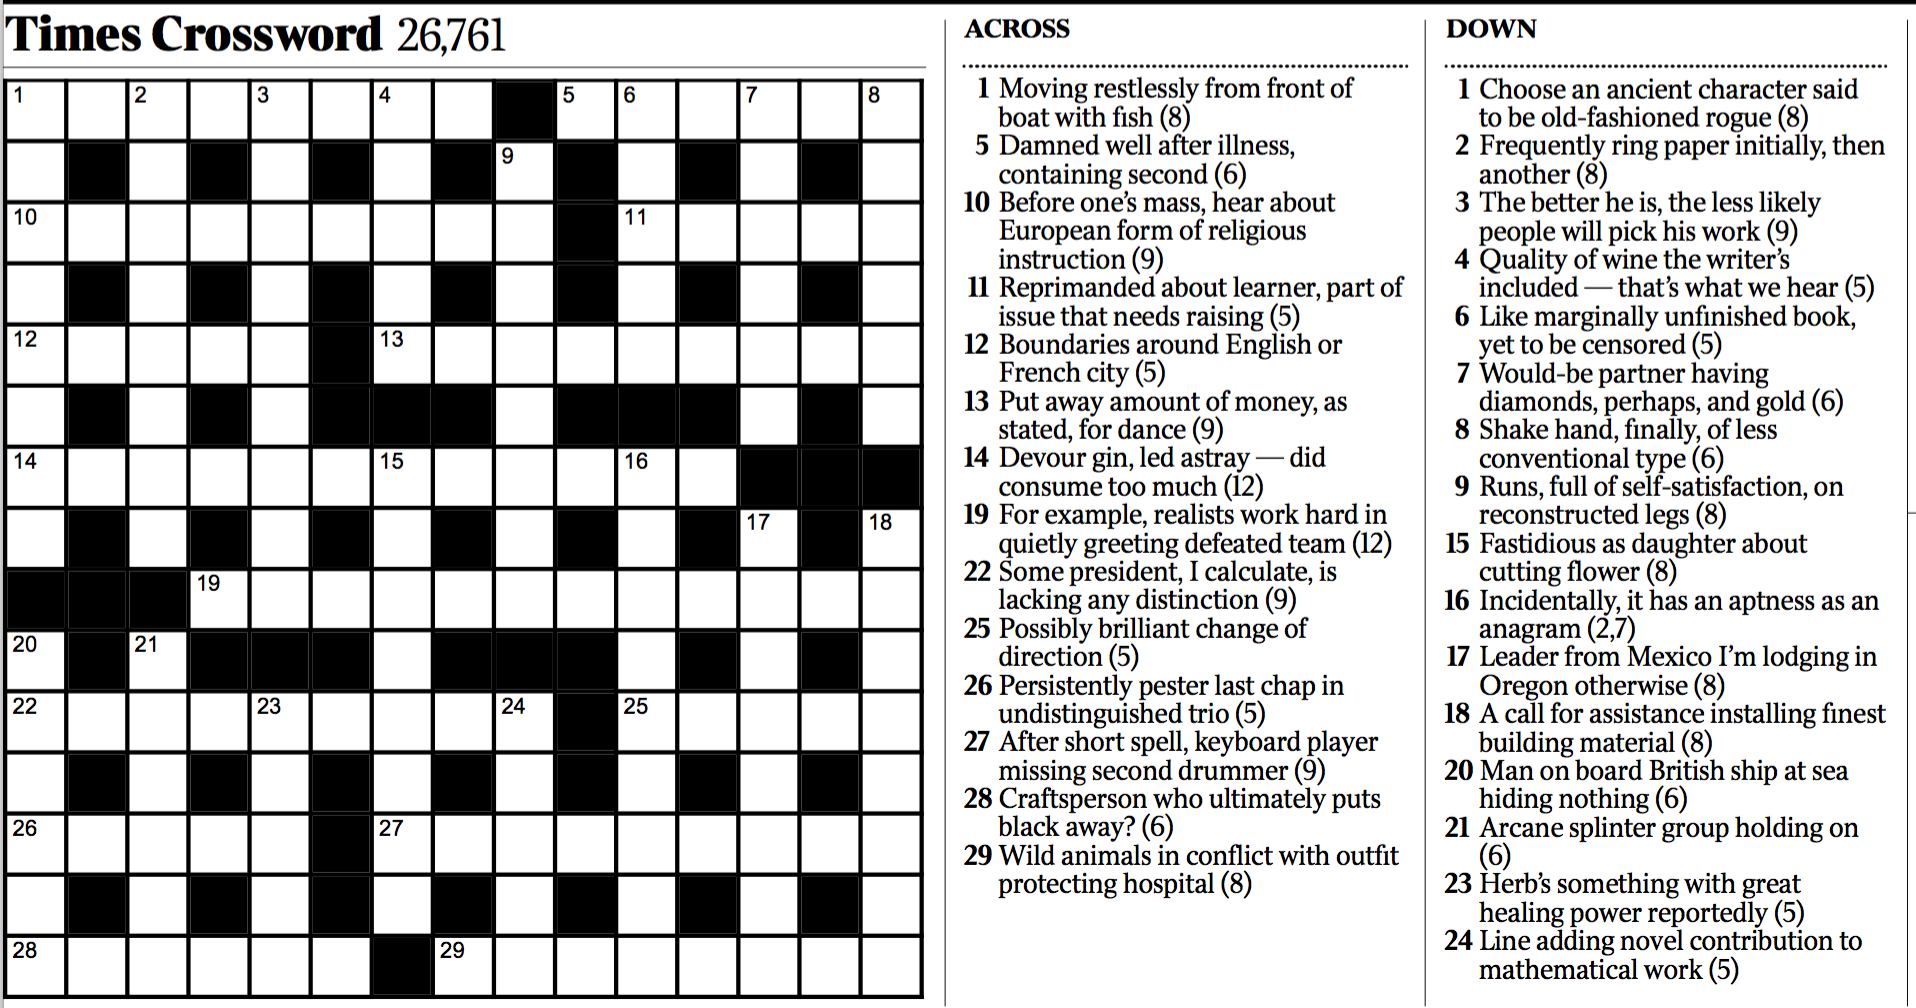 Times Crossword 26,761
1 2 3 4 5 6 7 8
9
10 11
12 13
14 15 16
17 18
19
20 21
22 23 24 25
26 27
28 29
ACROSS
1 Moving restlessly from front of
boat with fish (8)
5 Damned well after illness,
containing second (6)
10 Before one’s mass, hear about
European form of religious
instruction (9)
11 Reprimanded about learner, part of
issue that needs raising (5)
12 Boundaries around English or
French city (5)
13 Put away amount of money, as
stated, for dance (9)
14 Devour gin, led astray — did
consume too much (12)
19 For example, realists work hard in
quietly greeting defeated team (12)
22 Some president, I calculate, is
lacking any distinction (9)
25 Possibly brilliant change of
direction (5)
26 Persistently pester last chap in
undistinguished trio (5)
27 After short spell, keyboard player
missing second drummer (9)
28 Craftsperson who ultimately puts
black away? (6)
29 Wild animals in conflict with outfit
protecting hospital (8)
DOWN
1 Choose an ancient character said
to be old-fashioned rogue (8)
2 Frequently ring paper initially, then
another (8)
3 The better he is, the less likely
people will pick his work (9)
4 Quality of wine the writer’s
included — that’s what we hear (5)
6 Like marginally unfinished book,
yet to be censored (5)
7 Would-be partner having
diamonds, perhaps, and gold (6)
8 Shake hand, finally, of less
conventional type (6)
9 Runs, full of self-satisfaction, on
reconstructed legs (8)
15 Fastidious as daughter about
cutting flower (8)
16 Incidentally, it has an aptness as an
anagram (2,7)
17 Leader from Mexico I’m lodging in
Oregon otherwise (8)
18 A call for assistance installing finest
building material (8)
20 Man on board British ship at sea
hiding nothing (6)
21 Arcane splinter group holding on
(6)
23 Herb’s something with great
healing power reportedly (5)
24 Line adding novel contribution to
mathematical work (5)